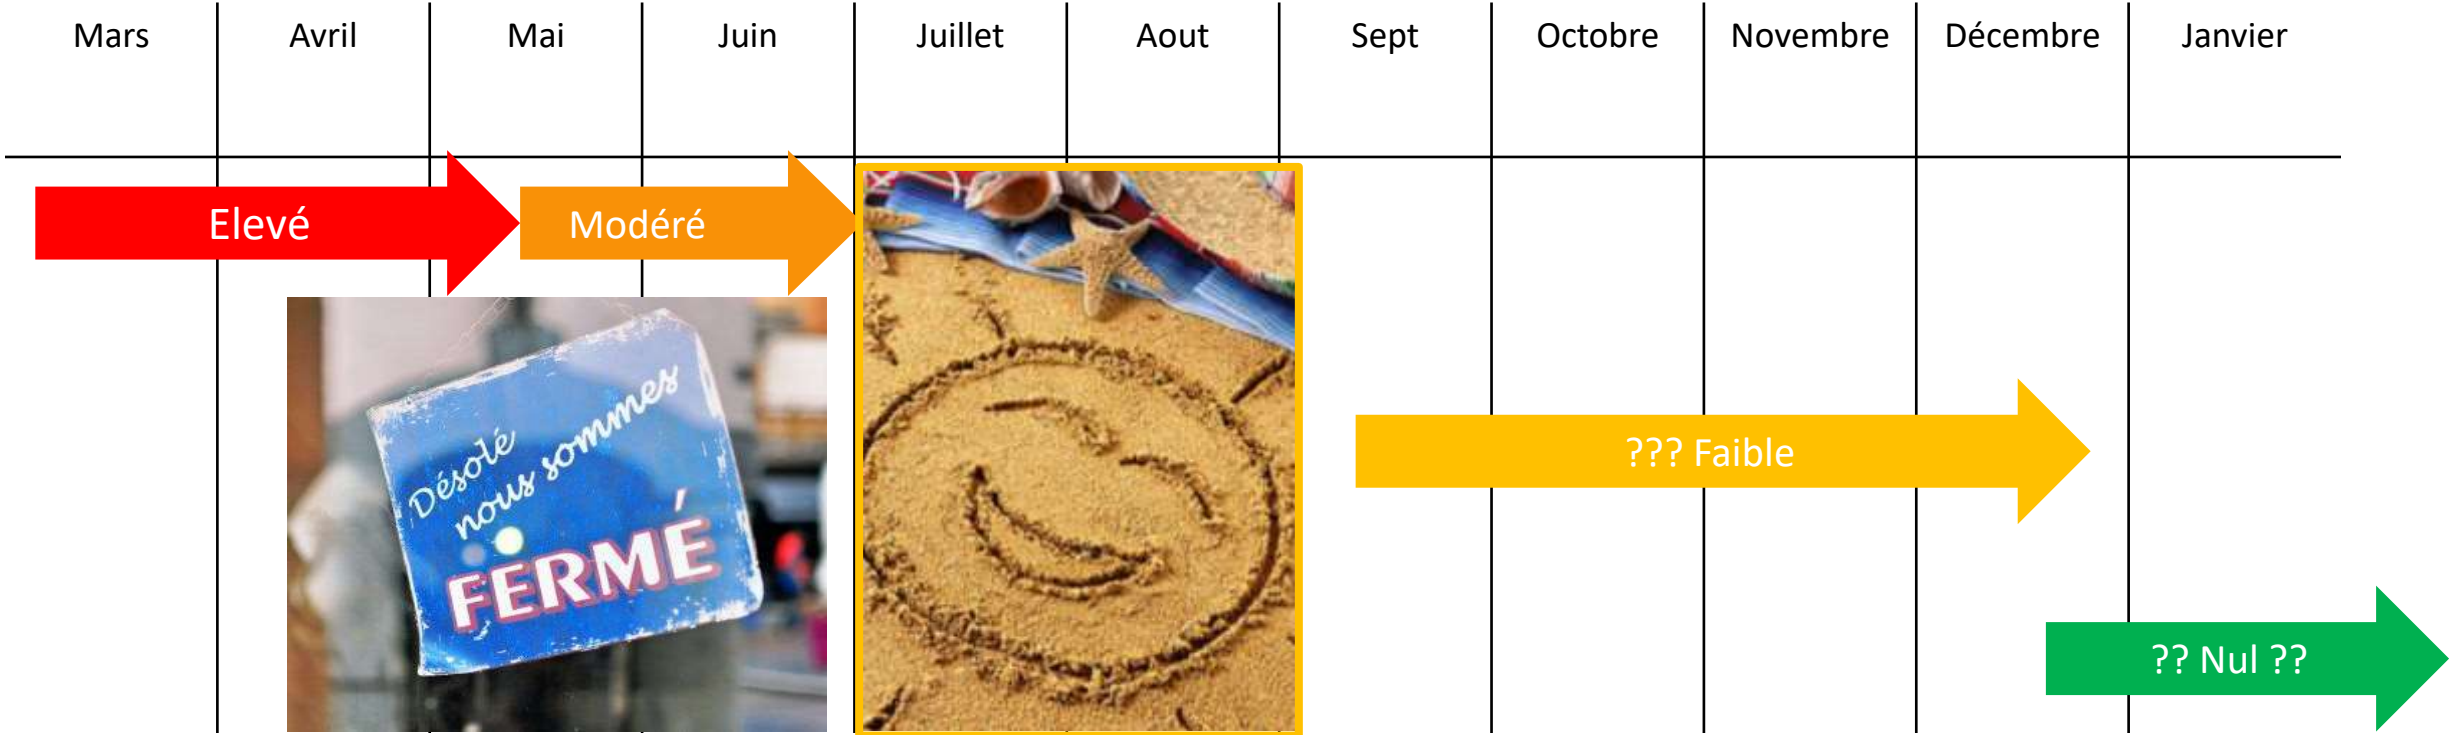 Mars Avril Mai Juin Juillet Aout Sept Octobre Novembre Décembre Janvier
Elevé
Modéré
Désolé
nous sommes
FERMÉ
??? Faible
?? Nul ??